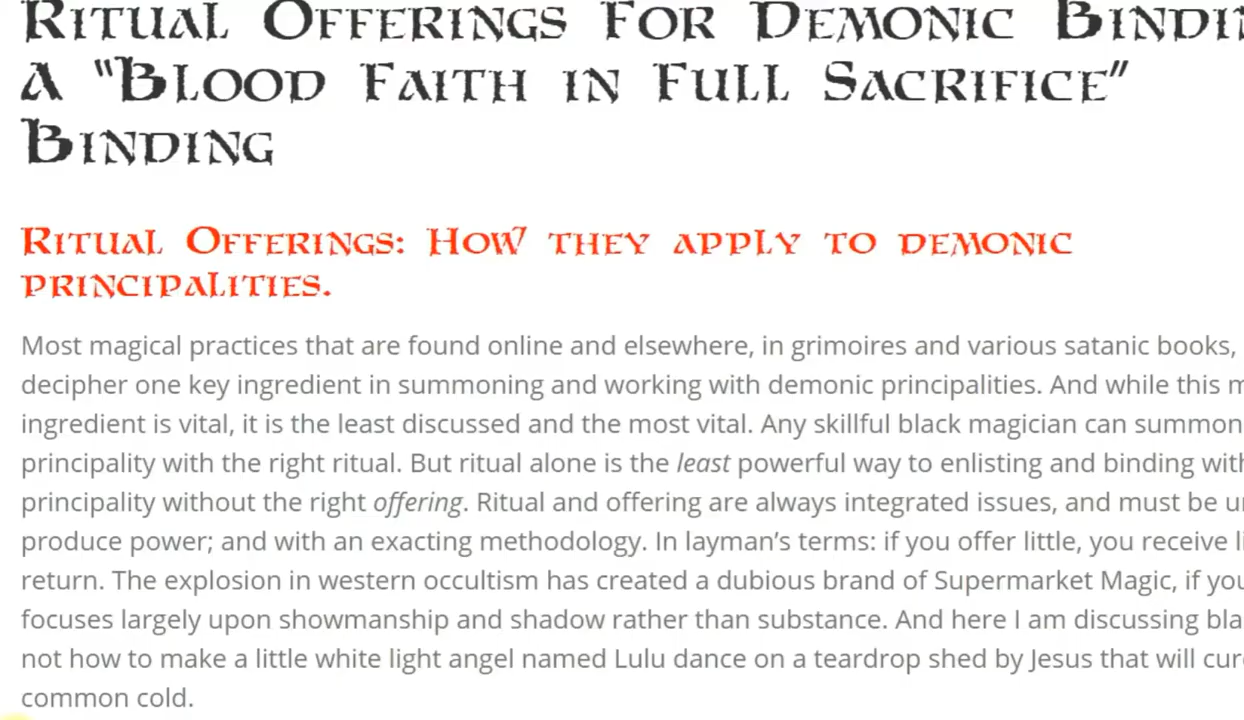 Ritual Offerings For Demonic
A "Blood Faith in Full Sacrifice"
Binding
Ritual Offerings: How they apply to demonic
principalities.
Most magical practices that are found online and elsewhere, in grimoires and various satanic books,
decipher one key ingredient in summoning and working with demonic principalities. And while this
ingredient is vital, it is the least discussed and the most vital. Any skillful black magician can summon
principality with the right ritual. But ritual alone is the least powerful way to enlisting and binding
principality without the right offering. Ritual and offering are always integrated issues, and must be
produce power; and with an exacting methodology. In layman's terms: if you offer little, you receive
return. The explosion in western occultism has created a dubious brand of Supermarket Magic, if you
focuses largely upon showmanship and shadow rather than substance. And here I am discussing
not how to make a little white light angel named Lulu dance on a teardrop shed by Jesus that will
common cold.